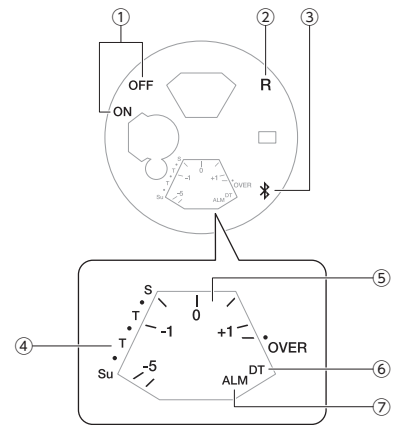 ① ② ③
OFF R
ON
S
T
T
Su
-1 0 +1
OVER
-5
ALM DT
④ ⑤ ⑥ ⑦
S
T
T
Su
0
-1 +1
OVER
-5
DT
ALM